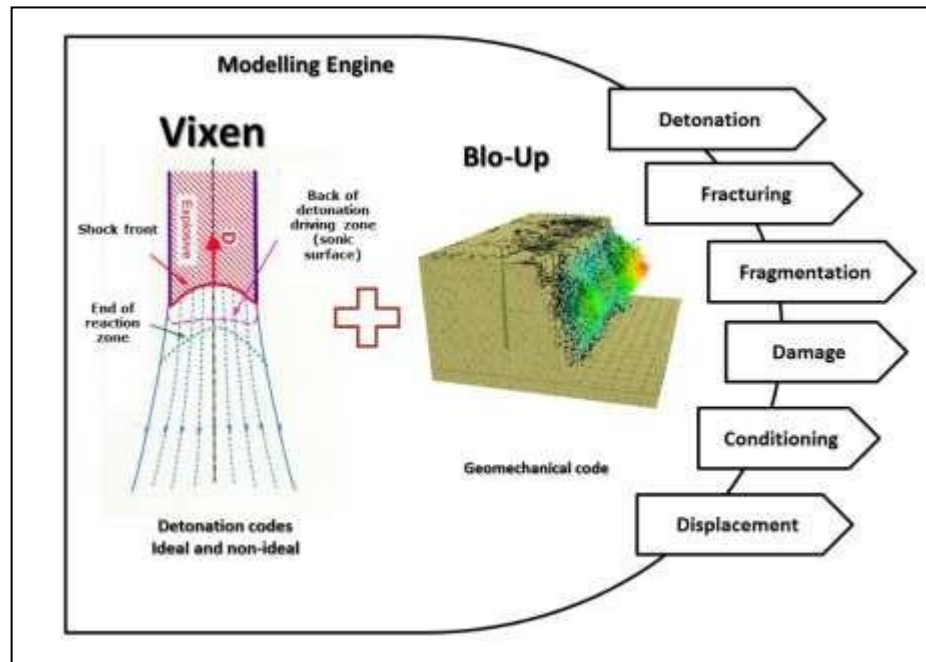 Modelling Engine
Vixen
Blo-Up
Explosive
D
Shock front
Back of
detonation
driving zone
(sonic
surface)
End of
reaction
zone
Detonation codes
Ideal and non-ideal
Geomechanical code
Detonation
Fracturing
Fragmentation
Damage
Conditioning
Displacement